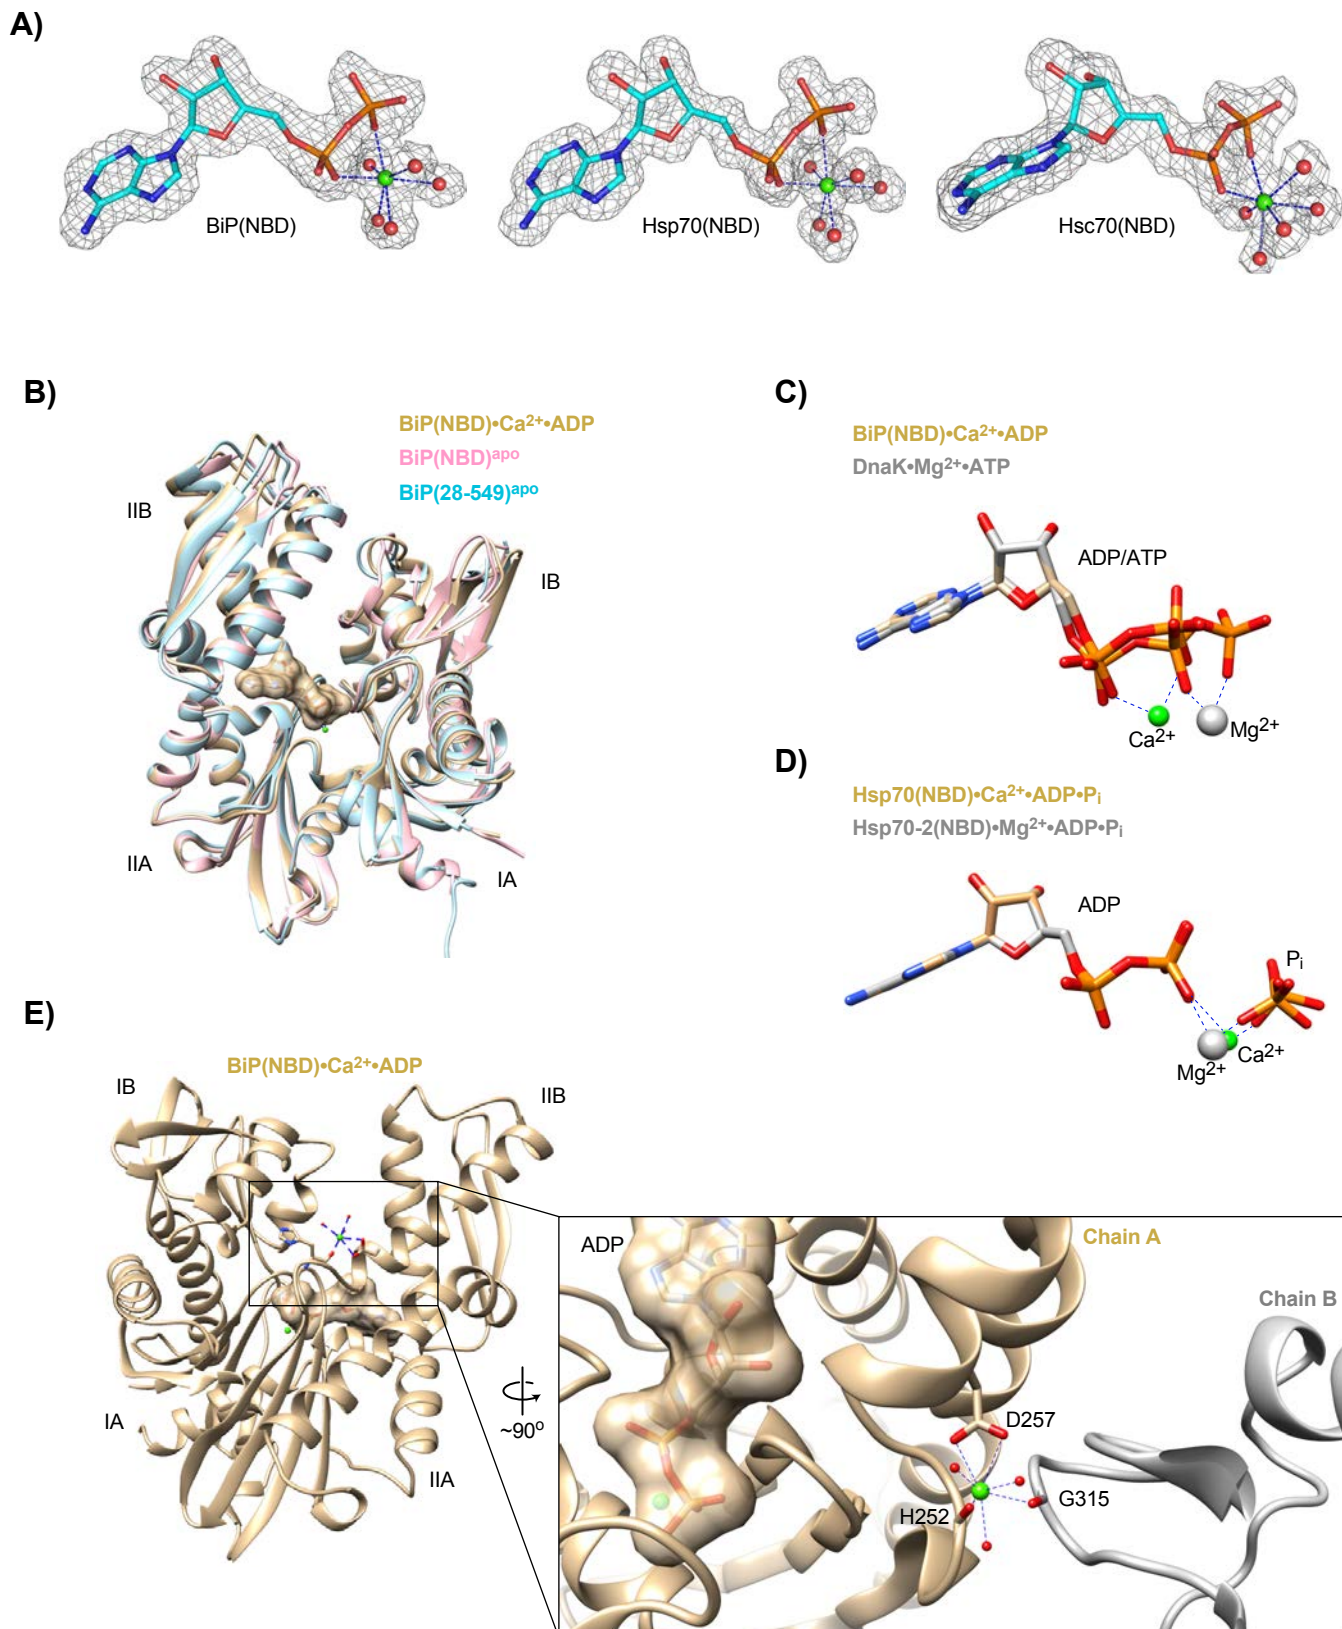 A)
BiP(NBD)
Hsp70(NBD)
Hsc70(NBD)
B)
BiP(NBD)•Ca²⁺•ADP
BiP(NBD)ᵃᵖᵒ
BiP(28-549)ᵃᵖᵒ
IIB
IB
IIA
IA
C)
BiP(NBD)•Ca²⁺•ADP
DnaK•Mg²⁺•ATP
ADP/ATP
Ca²⁺
Mg²⁺
D)
Hsp70(NBD)•Ca²⁺•ADP•Pᵢ
Hsp70-2(NBD)•Mg²⁺•ADP•Pᵢ
ADP
Pᵢ
Ca²⁺
Mg²⁺
E)
BiP(NBD)•Ca²⁺•ADP
IB
IIB
IA
IIA
~90°
ADP
Chain A
Chain B
D257
G315
H252